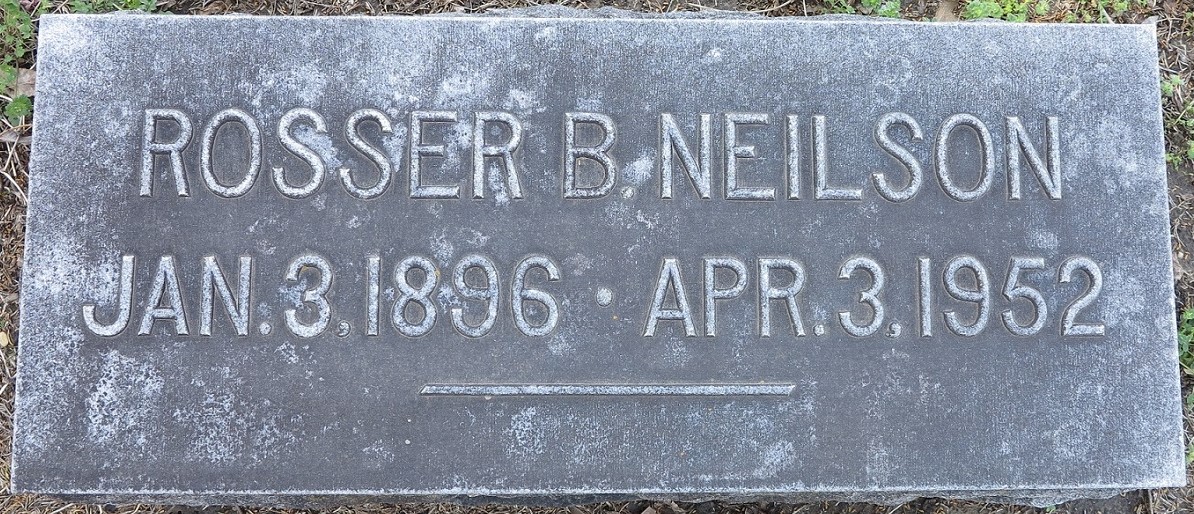 ROSSER B. NEILSON
JAN. 3, 1896 · APR. 3, 1952